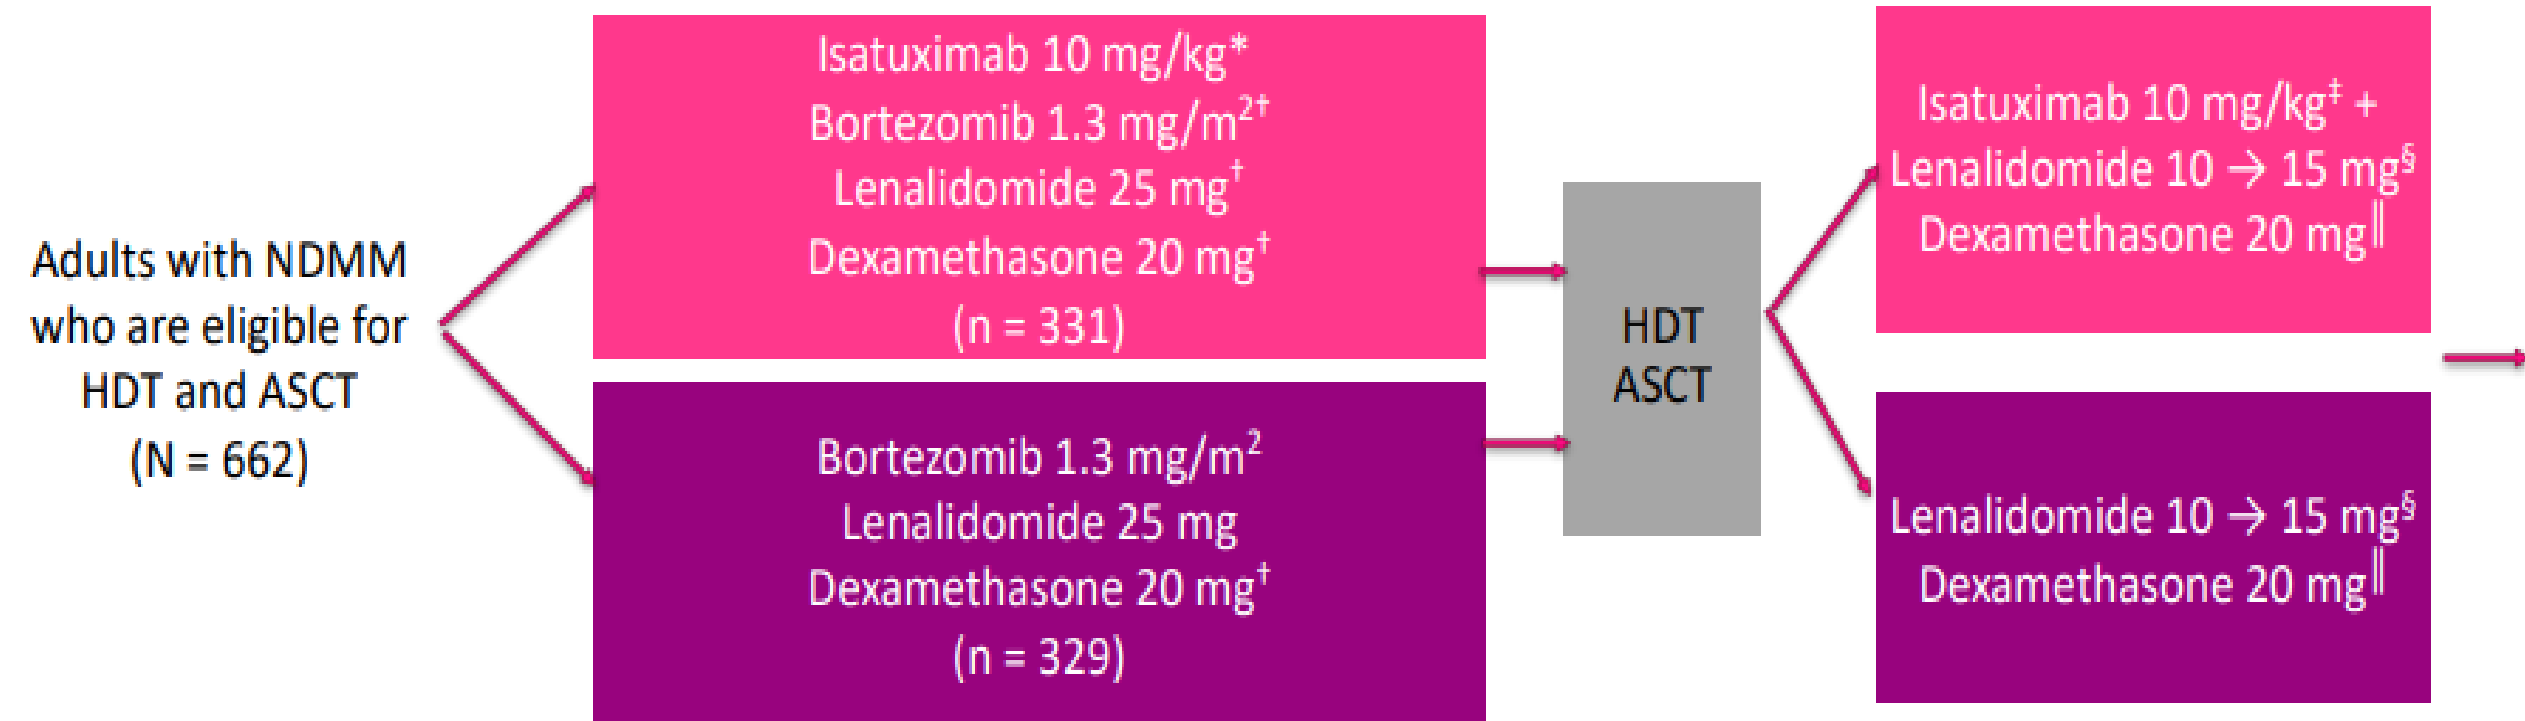 Adults with NDMM
who are eligible for
HDT and ASCT
(N = 662)
Isatuximab 10 mg/kg*
Bortezomib 1.3 mg/m²†
Lenalidomide 25 mg†
Dexamethasone 20 mg†
(n = 331)
Bortezomib 1.3 mg/m²
Lenalidomide 25 mg
Dexamethasone 20 mg†
(n = 329)
HDT
ASCT
Isatuximab 10 mg/kg‡ +
Lenalidomide 10 → 15 mg§
Dexamethasone 20 mg‖
Lenalidomide 10 → 15 mg§
Dexamethasone 20 mg‖